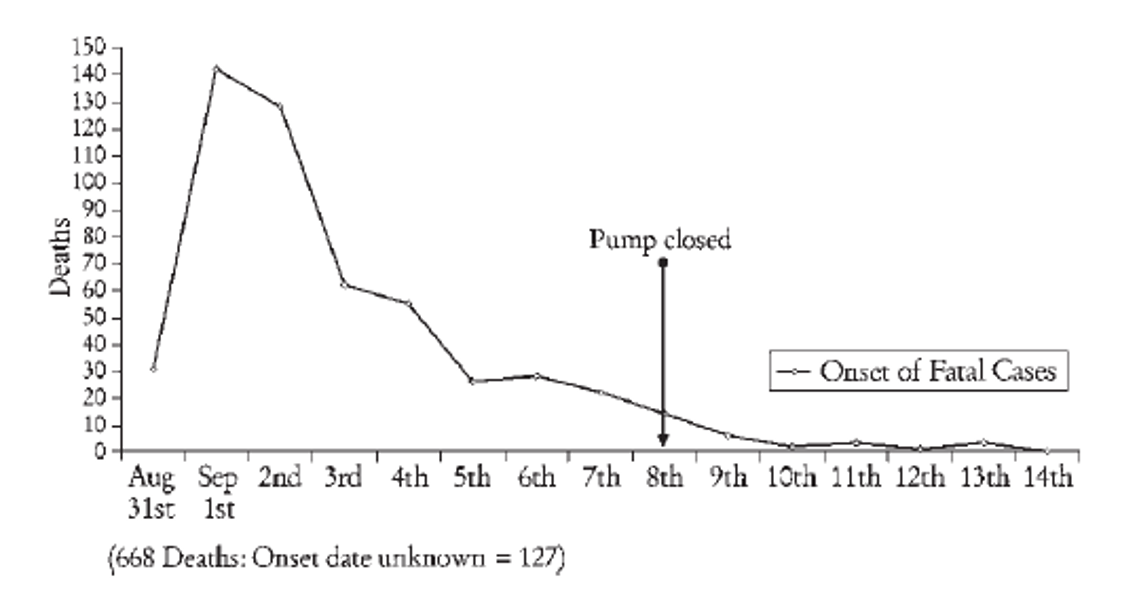 150
140
130
120
110
100
90
80
70
60
50
40
30
20
10
0
Deaths
Pump closed
Onset of Fatal Cases
Aug Sep 2nd 3rd 4th 5th 6th 7th 8th 9th 10th 11th 12th 13th 14th
31st 1st
(668 Deaths: Onset date unknown = 127)